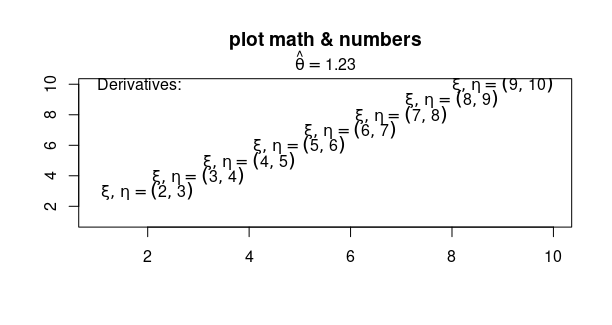 plot math & numbers
θ̂ = 1.23
Derivatives:
ξ, η = (9, 10)
ξ, η = (8, 9)
ξ, η = (7, 8)
ξ, η = (6, 7)
ξ, η = (5, 6)
ξ, η = (4, 5)
ξ, η = (3, 4)
ξ, η = (2, 3)
10
8
6
4
2
2 4 6 8 10